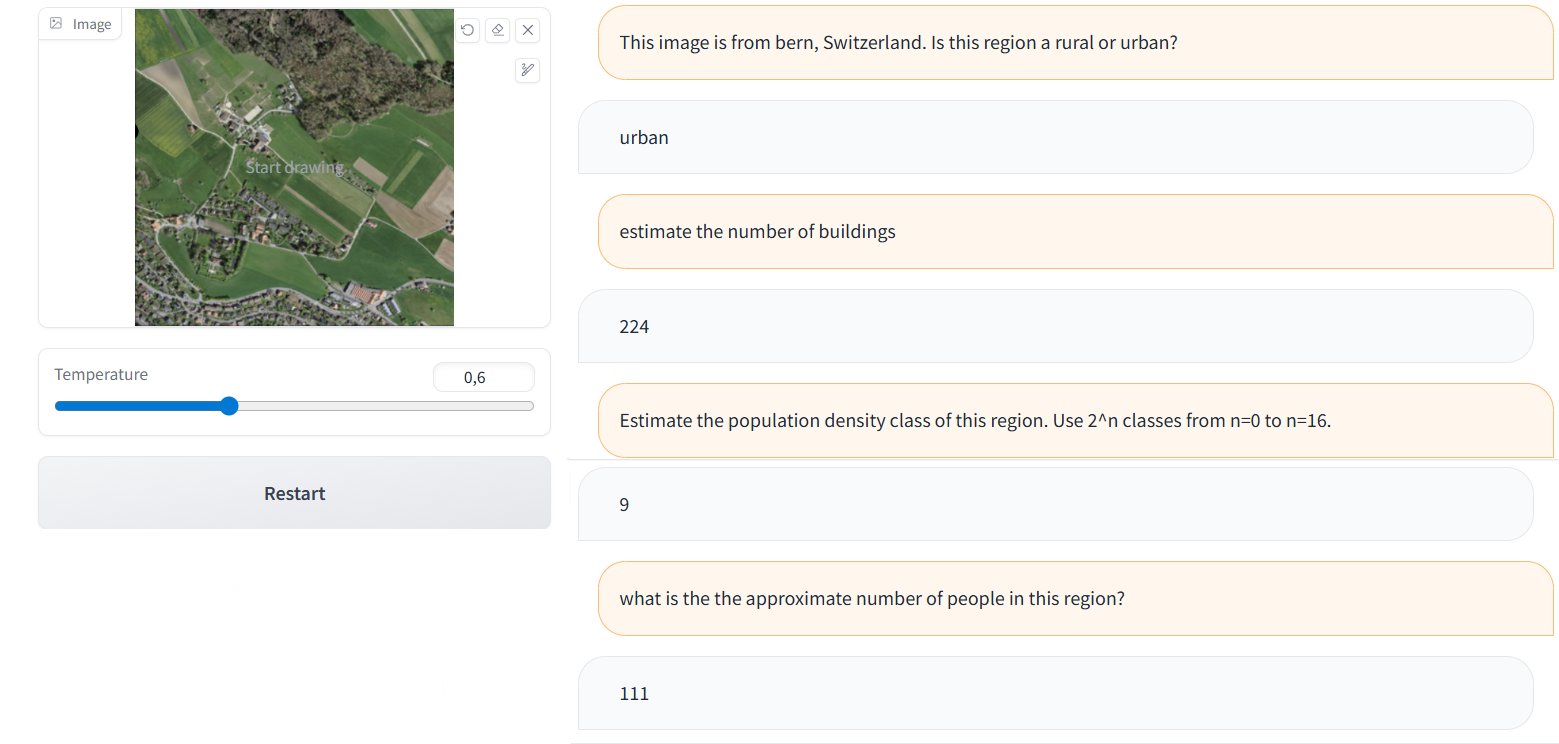 Image
Start drawing
Temperature
0,6
Restart
This image is from bern, Switzerland. Is this region a rural or urban?
urban
estimate the number of buildings
224
Estimate the population density class of this region. Use 2^n classes from n=0 to n=16.
9
what is the the approximate number of people in this region?
111